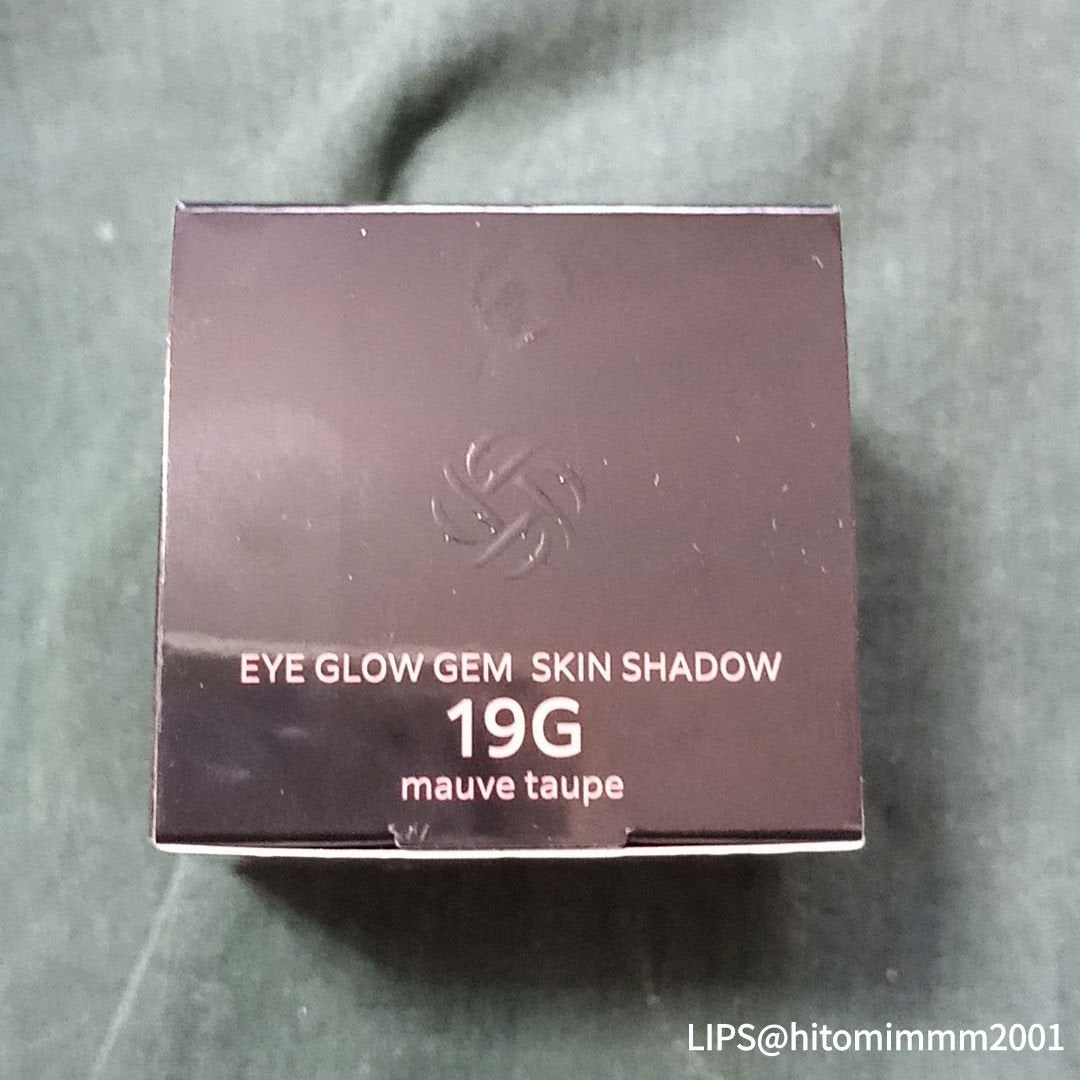 EYE GLOW GEM SKIN SHADOW
19G
mauve taupe
LIPS@hitomimmm2001